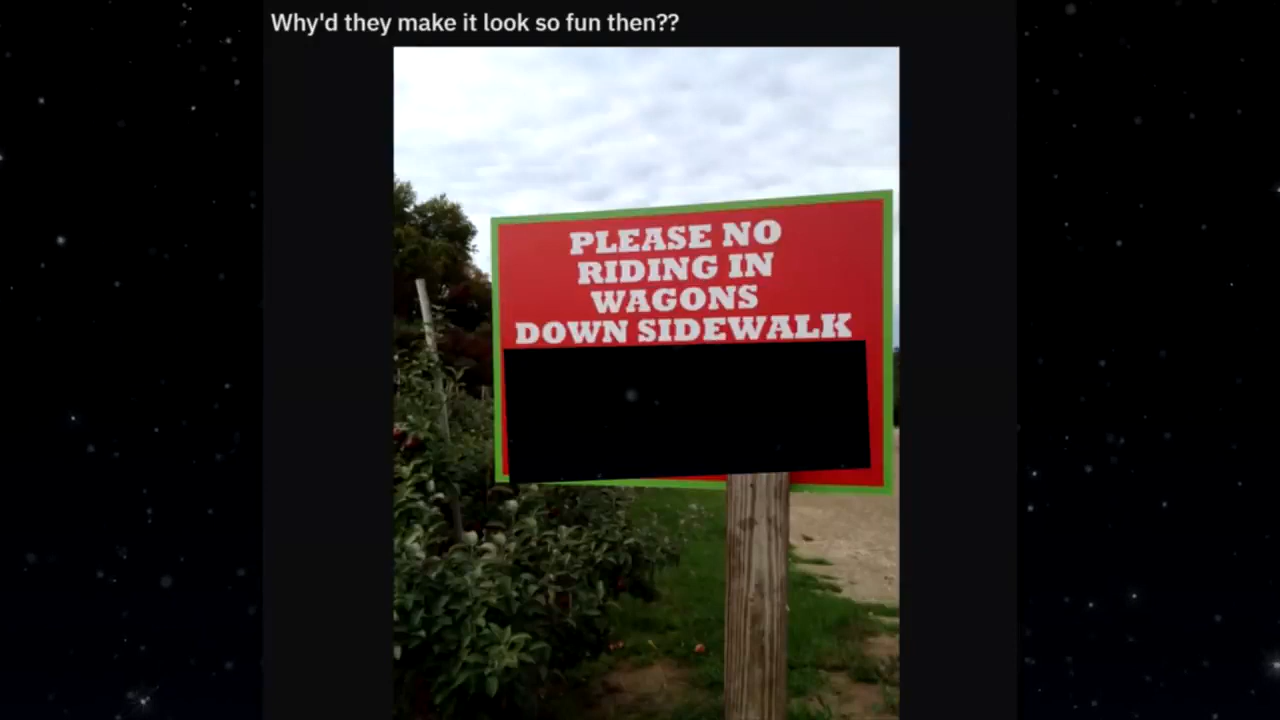 Why'd they make it look so fun then??
PLEASE NO
RIDING IN
WAGONS
DOWN SIDEWALK